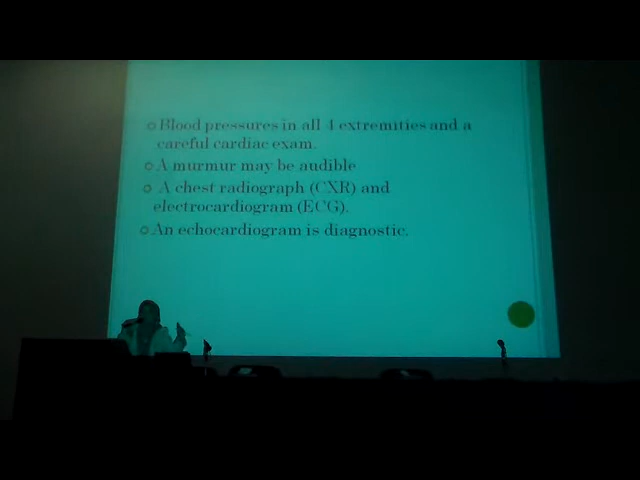 Blood pressures in all 4 extremities and a
careful cardiac exam.
A murmur may be audible
A chest radiograph (CXR) and
electrocardiogram (ECG).
An echocardiogram is diagnostic.